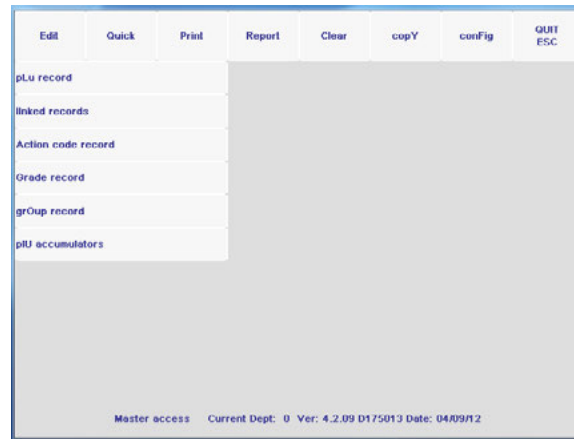 Edit Quick Print Report Clear copY conFig QUIT
ESC
pLu record
linked records
Action code record
Grade record
grOup record
plU accumulators
Master access Current Dept: 0 Ver: 4.2.09 D175013 Date: 04/09/12